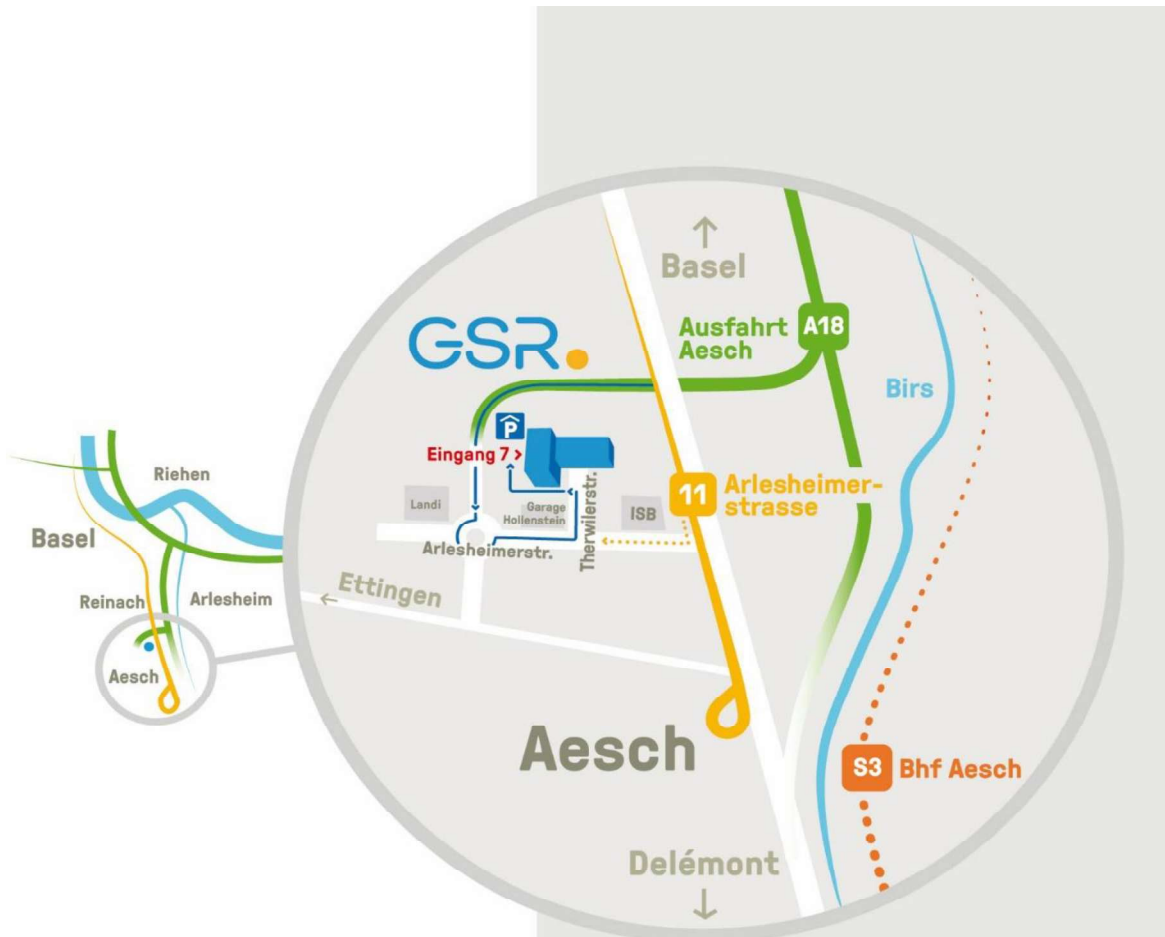 Basel
GSR.
Ausfahrt
Aesch
A18
Birs
P
Eingang 7
11
Arlesheimer-
strasse
Landi
Garage
Hollenstein
ISB
Therwilerstr.
Arlesheimerstr.
Ettingen
Riehen
Basel
Reinach
Arlesheim
Aesch
Aesch
S3
Bhf Aesch
Delémont